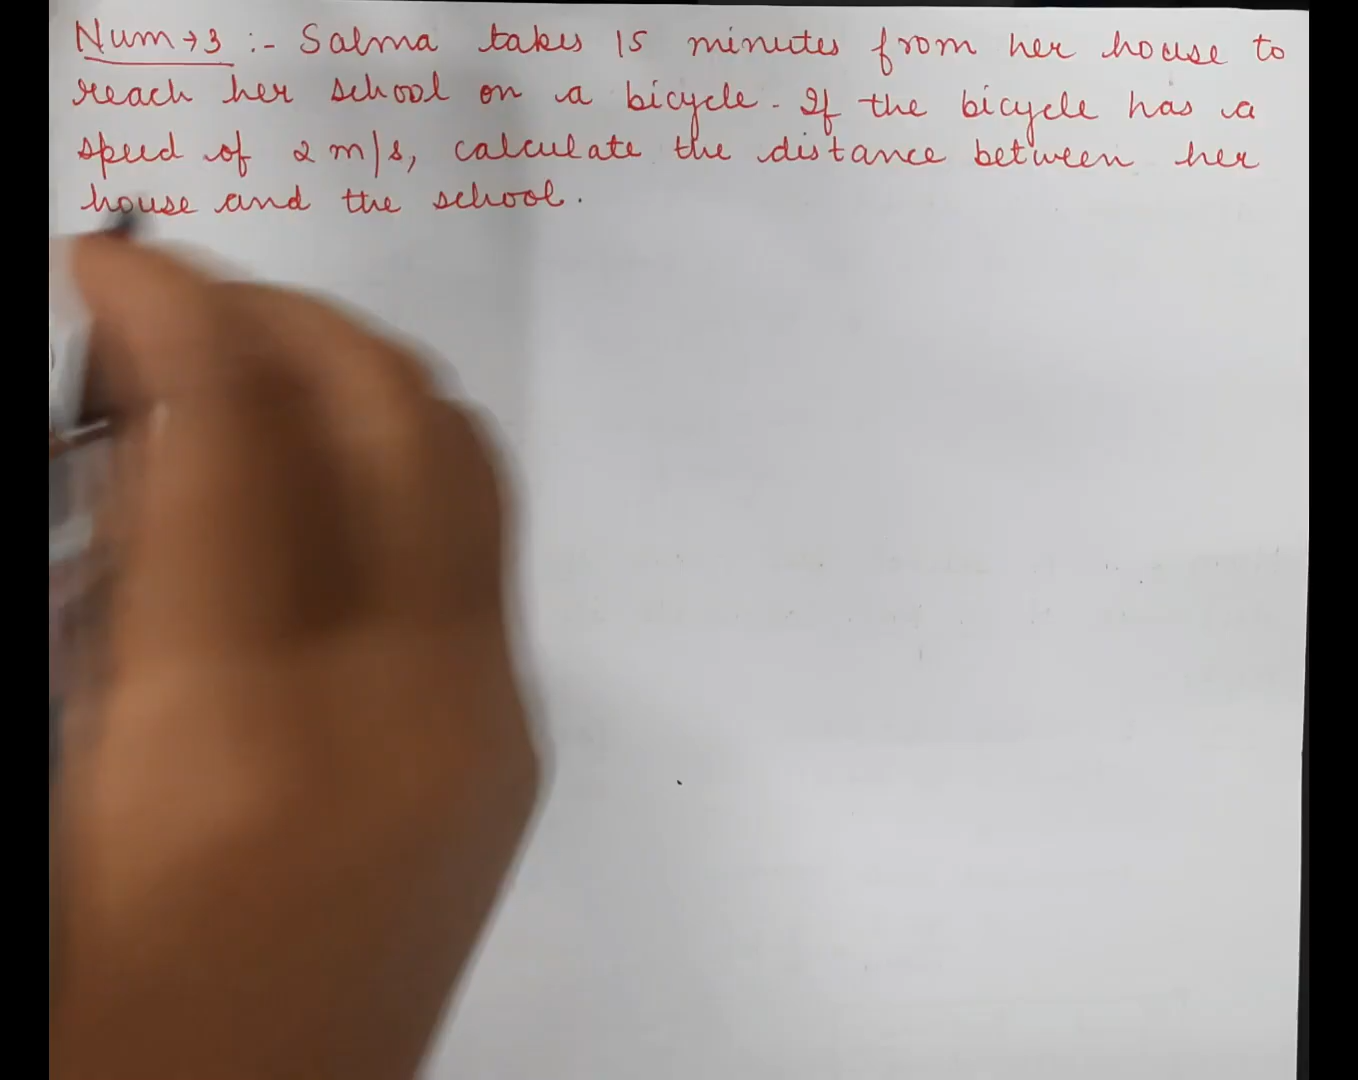 Num→3 :- Salma takes 15 minutes from her house to
reach her school on a bicycle. If the bicycle has a
speed of 2 m/s, calculate the distance between her
house and the school.